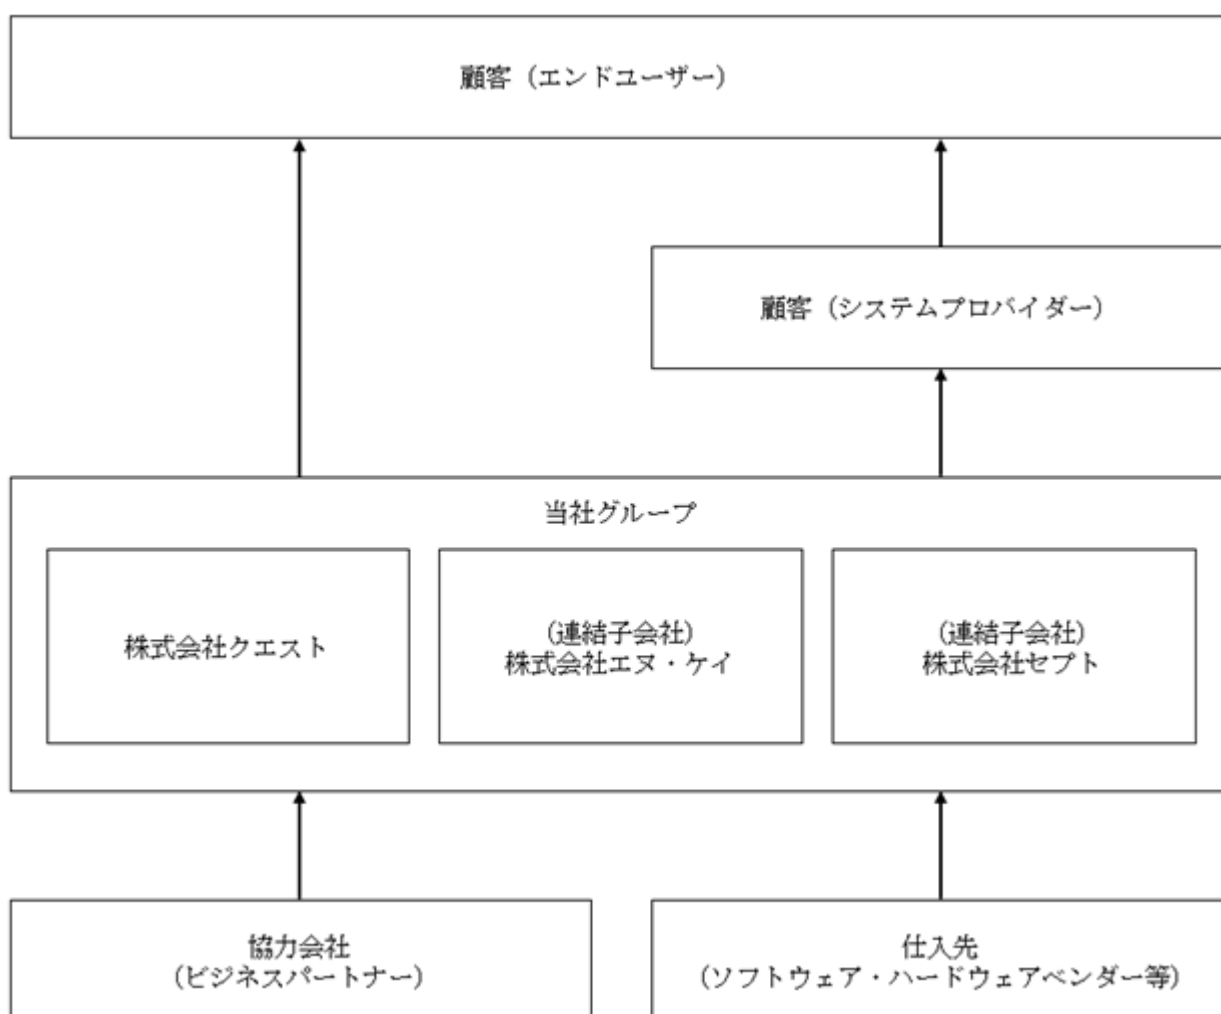 顧客（エンドユーザー）
顧客（システムプロバイダー）
当社グループ
株式会社クエスト
（連結子会社）
株式会社エヌ・ケイ
（連結子会社）
株式会社セプト
協力会社
（ビジネスパートナー）
仕入先
（ソフトウェア・ハードウェアベンダー等）